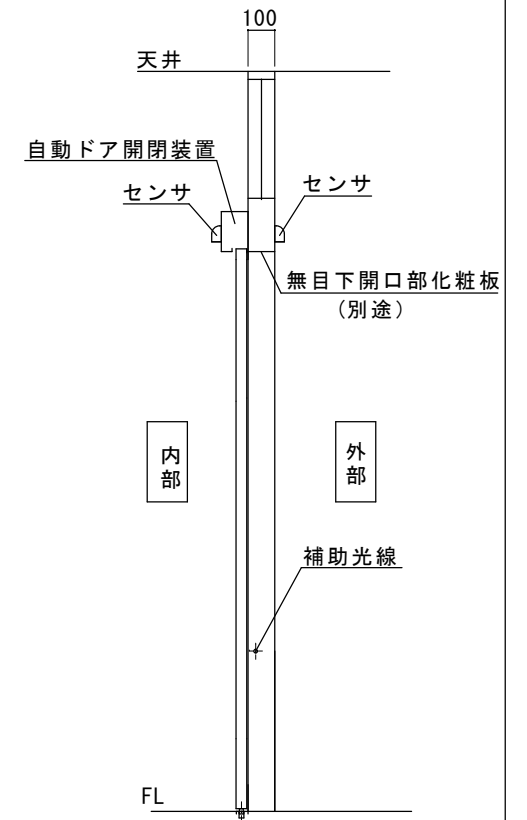 100
天井
自動ドア開閉装置
センサ
センサ
無目下開口部化粧板
(別途)
内部
外部
補助光線
FL